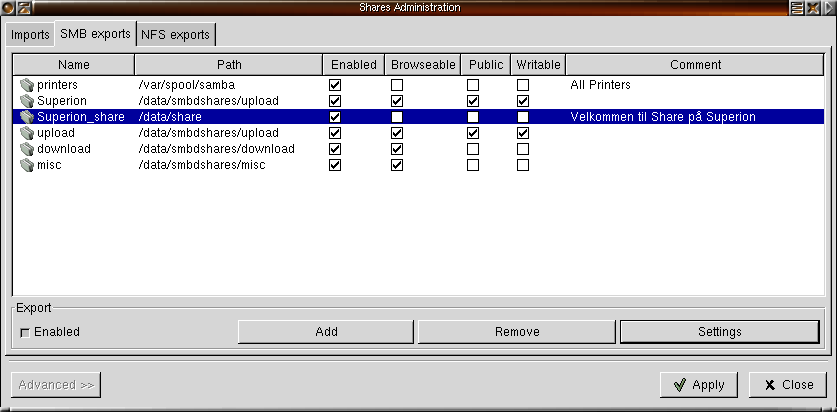 Shares Administration
Imports SMB exports NFS exports
Name Path Enabled Browseable Public Writable Comment
printers /var/spool/samba All Printers
Superion /data/smbdshares/upload
Superion_share /data/share Velkommen til Share på Superion
upload /data/smbdshares/upload
download /data/smbdshares/download
misc /data/smbdshares/misc
Export
Enabled Add Remove Settings
Advanced >> Apply Close